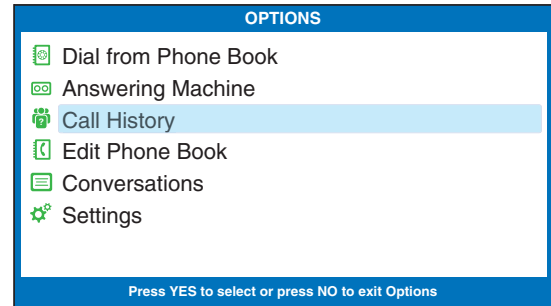 OPTIONS
Dial from Phone Book
Answering Machine
Call History
Edit Phone Book
Conversations
Settings
Press YES to select or press NO to exit Options